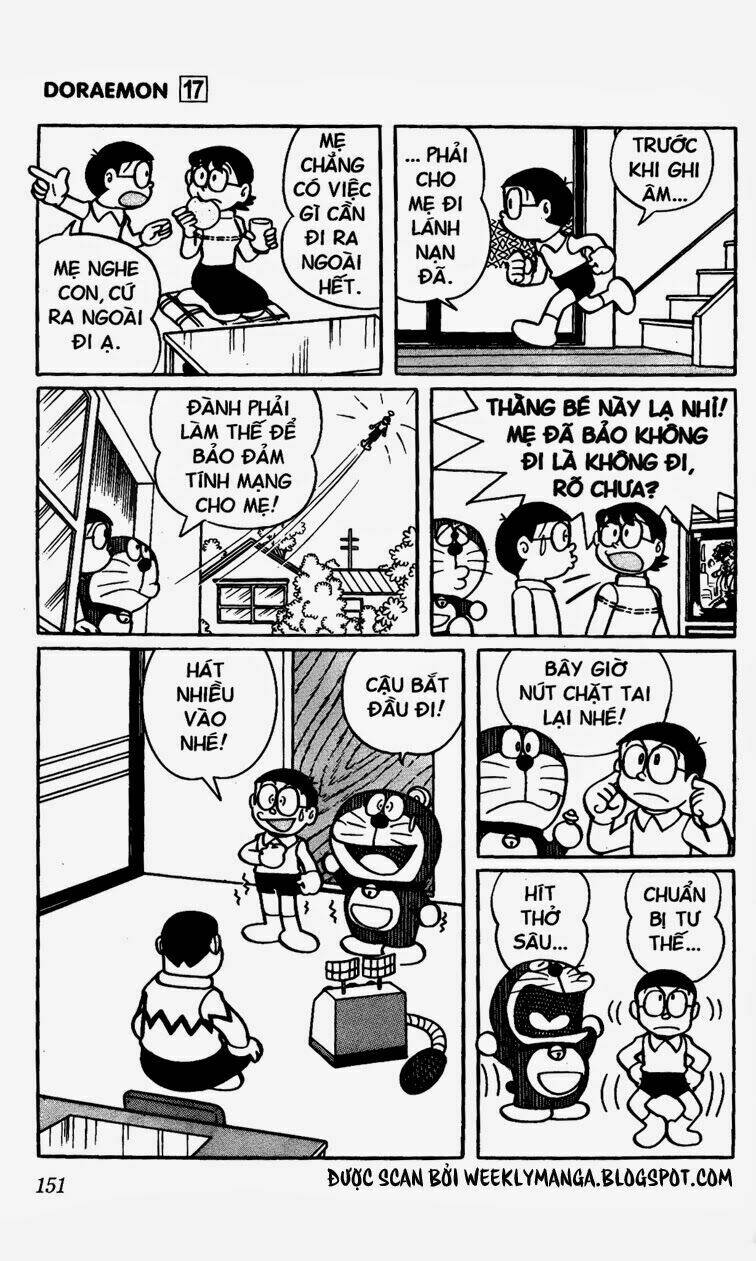 DORAEMON 17
TRƯỚC
KHI GHI
ÂM...
... PHẢI
CHO
MẸ ĐI
LÁNH
NẠN
ĐÃ.
MẸ
CHẲNG
CÓ VIỆC
GÌ CẦN
ĐI RA
NGOÀI
HẾT.
MẸ NGHE
CON, CỨ
RA NGOÀI
ĐI Ạ.
THẰNG BÉ NÀY LẠ NHỈ!
MẸ ĐÃ BẢO KHÔNG
ĐI LÀ KHÔNG ĐI,
RÕ CHƯA?
ĐÀNH PHẢI
LÀM THẾ ĐỂ
BẢO ĐẢM
TÍNH MẠNG
CHO MẸ!
BÂY GIỜ
NÚT CHẶT TAI
LẠI NHÉ!
CHUẨN
BỊ TƯ
THẾ...
HÍT
THỞ
SÂU...
CẬU BẮT
ĐẦU ĐI!
HÁT
NHIỀU
VÀO
NHÉ!
151
ĐƯỢC SCAN BỞI WEEKLYMANGA.BLOGSPOT.COM